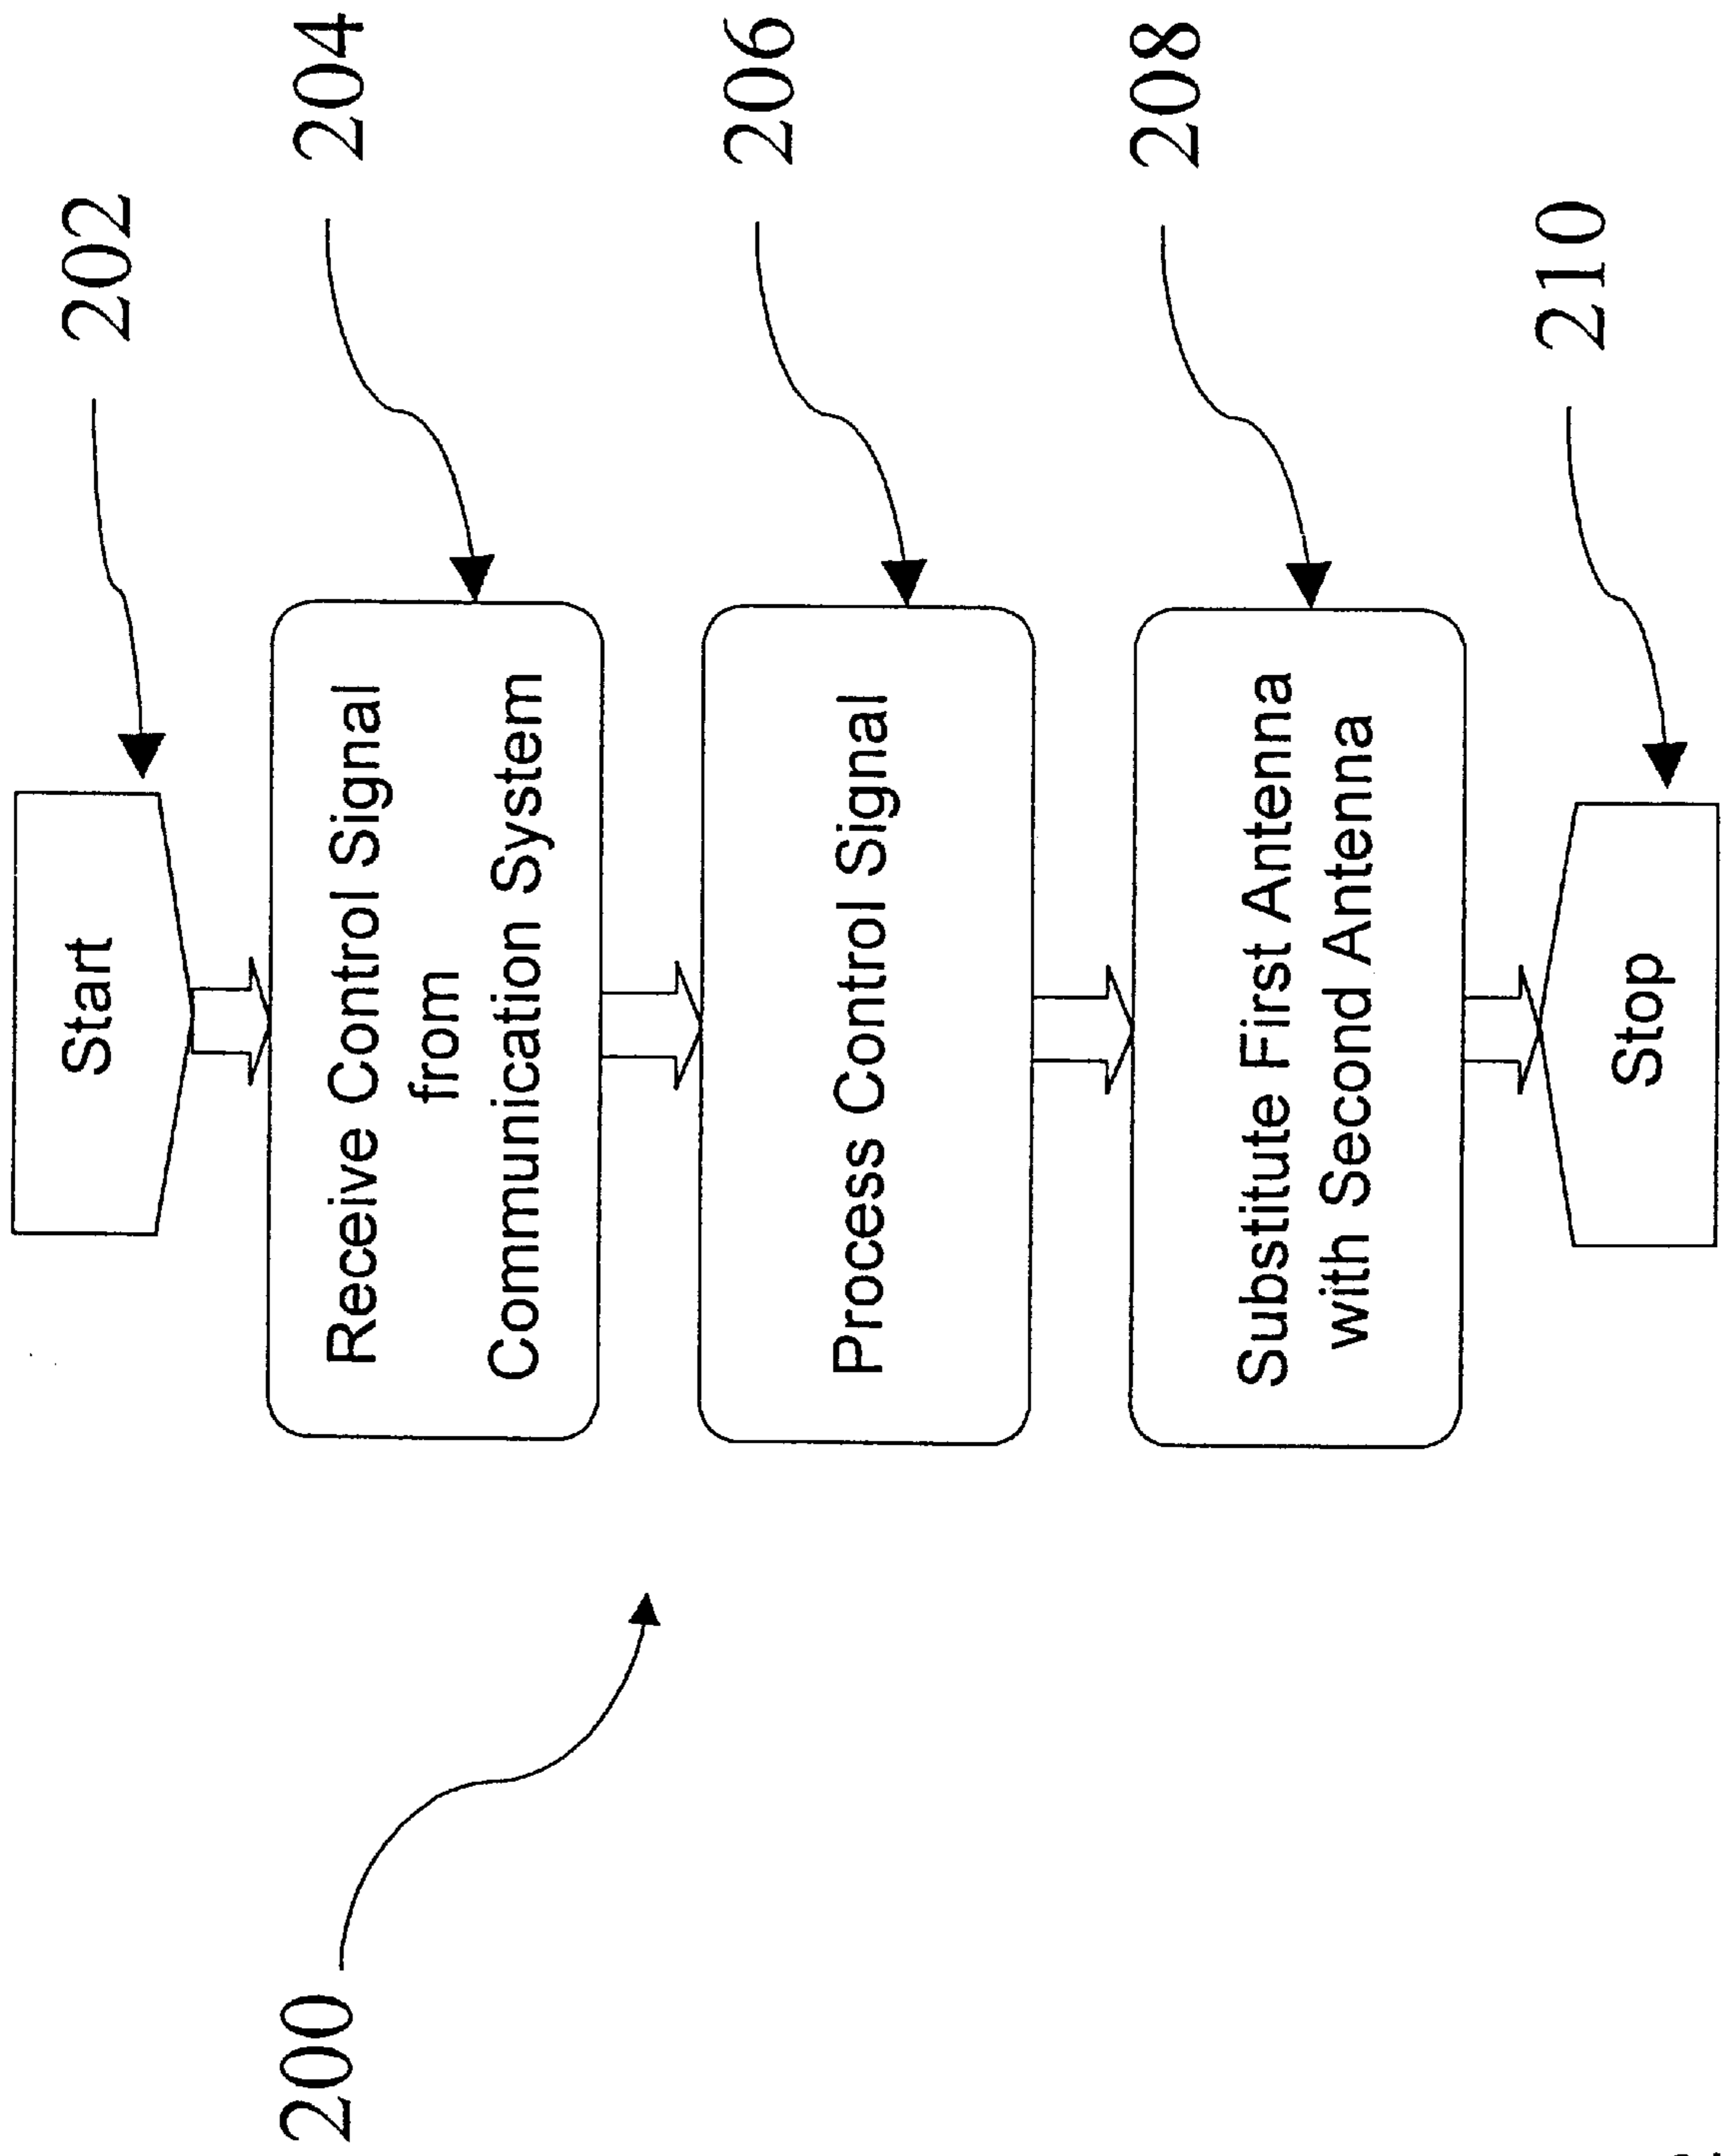 200
Start
202
Receive Control Signal
from
Communication System
204
Process Control Signal
206
Substitute First Antenna
with Second Antenna
208
Stop
210